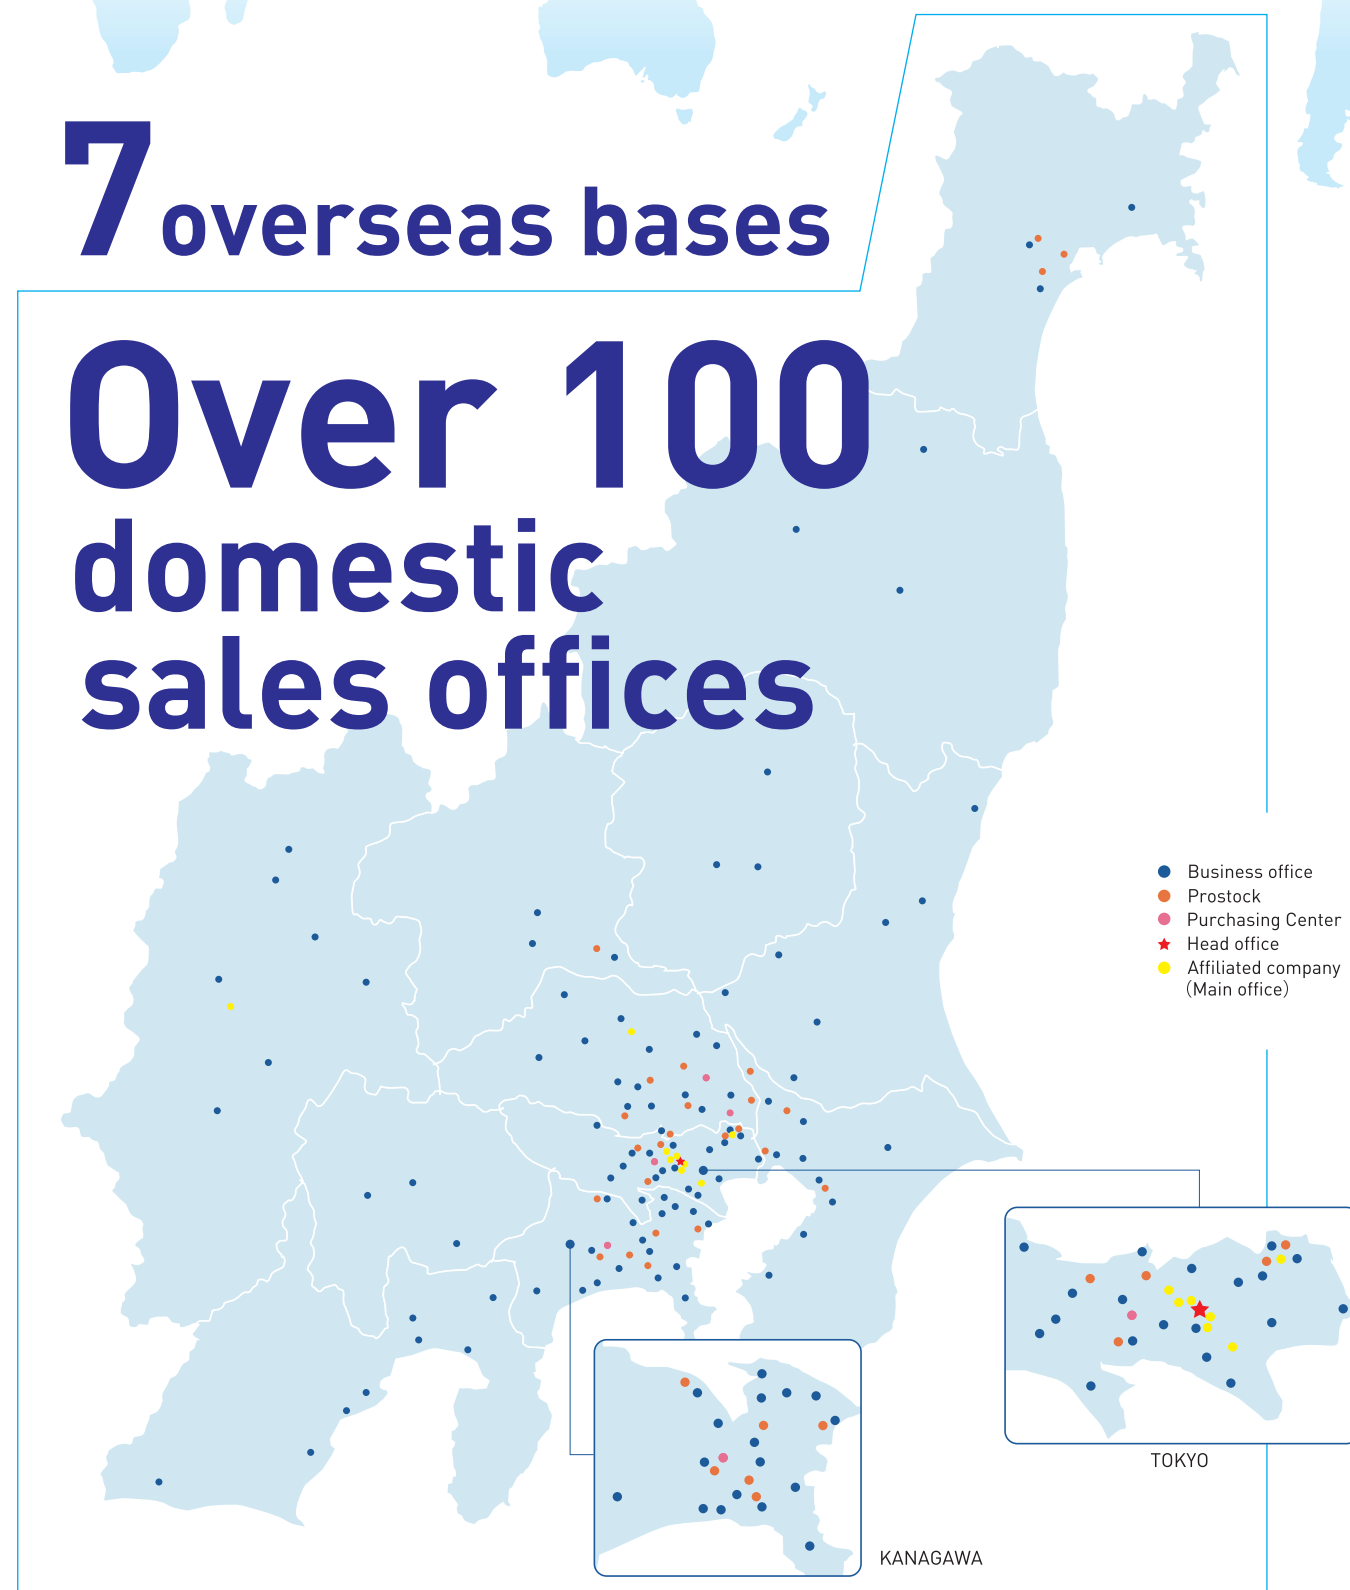 7 overseas bases
Over 100
domestic
sales offices
Business office
Prostock
Purchasing Center
Head office
Affiliated company
(Main office)
TOKYO
KANAGAWA